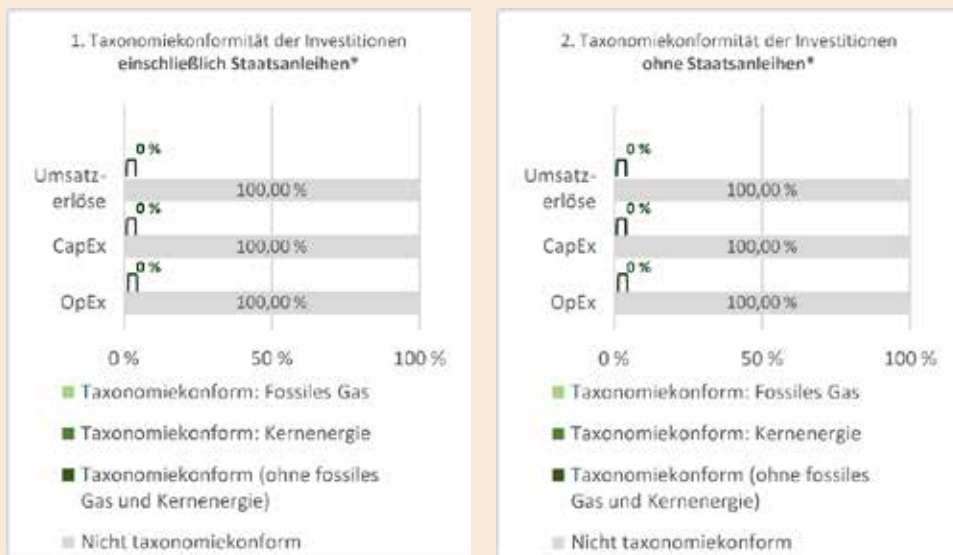 1. Taxonomiekonformität der Investitionen
einschließlich Staatsanleihen*
0 %
Umsatz-
erlöse
100,00 %
0 %
CapEx
100,00 %
0 %
OpEx
100,00 %
0 %
50 %
100 %
Taxonomiekonform: Fossiles Gas
Taxonomiekonform: Kernenergie
Taxonomiekonform (ohne fossiles
Gas und Kernenergie)
Nicht taxonomiekonform
2. Taxonomiekonformität der Investitionen
ohne Staatsanleihen*
0 %
Umsatz-
erlöse
100,00 %
0 %
CapEx
100,00 %
0 %
OpEx
100,00 %
0 %
50 %
100 %
Taxonomiekonform: Fossiles Gas
Taxonomiekonform: Kernenergie
Taxonomiekonform (ohne fossiles
Gas und Kernenergie)
Nicht taxonomiekonform